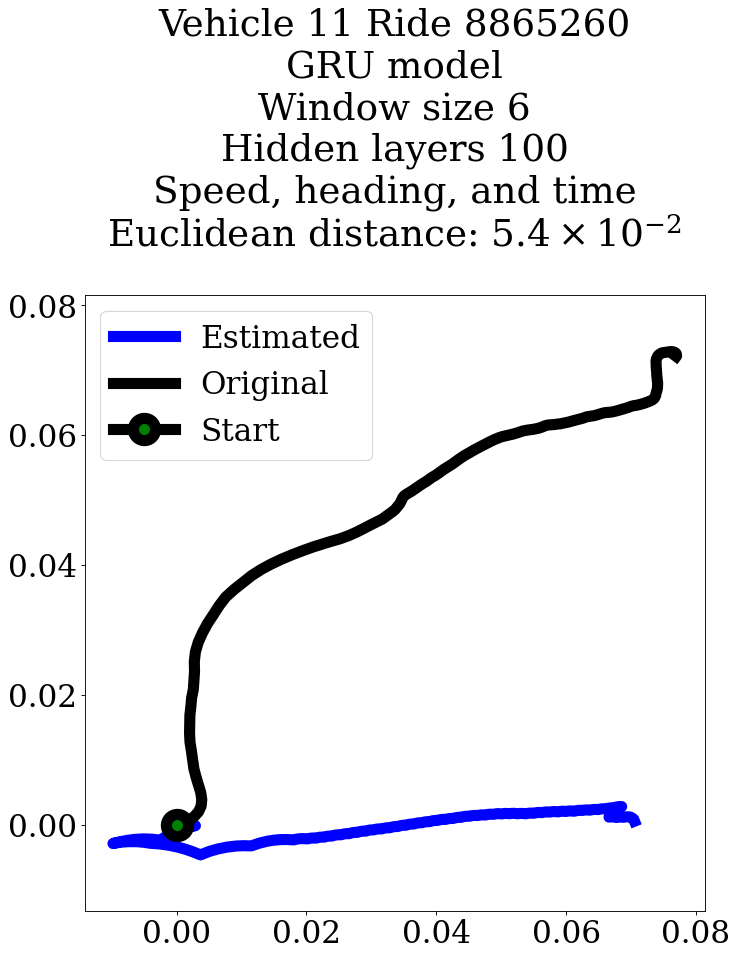 Vehicle 11 Ride 8865260
GRU model
Window size 6
Hidden layers 100
Speed, heading, and time
Euclidean distance: 5.4 × 10⁻²
Estimated
Original
Start
0.08
0.06
0.04
0.02
0.00
0.00 0.02 0.04 0.06 0.08